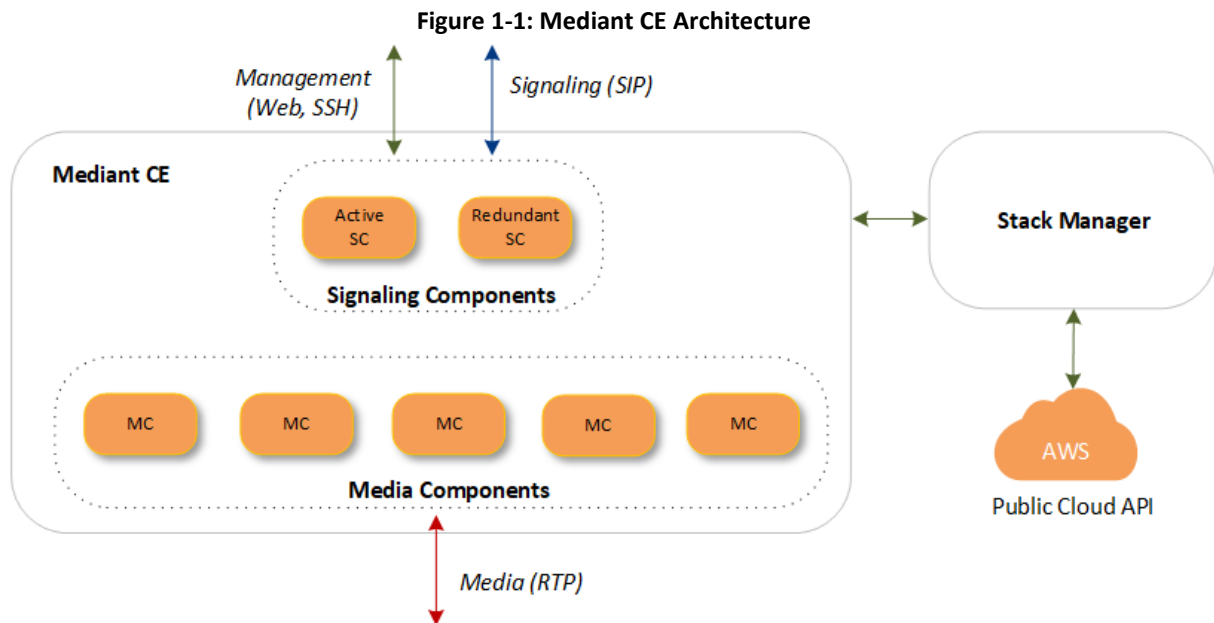 Figure 1-1: Mediant CE Architecture
Management
(Web, SSH)
Signaling (SIP)
Mediant CE
Active
SC
Redundant
SC
Signaling Components
Stack Manager
MC
MC
MC
MC
MC
Media Components
AWS
Public Cloud API
Media (RTP)